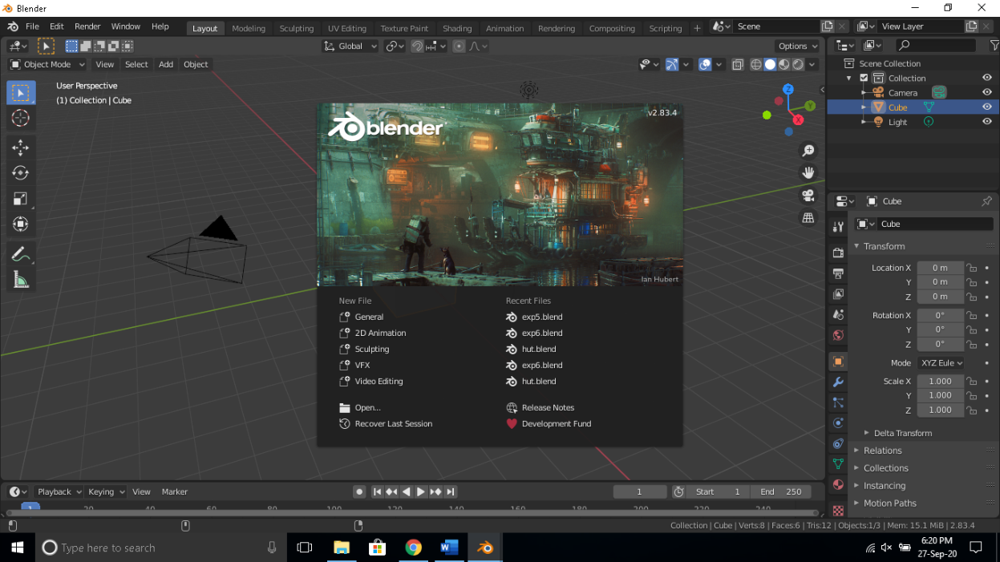 Blender
File Edit Render Window Help Layout Modeling Sculpting UV Editing Texture Paint Shading Animation Rendering Compositing Scripting + Scene View Layer
Global Options
Object Mode View Select Add Object
User Perspective
(1) Collection | Cube
Z
Y
X
blender
v2.83.4
Ian Hubert
New File
General
2D Animation
Sculpting
VFX
Video Editing
Open...
Recover Last Session
Recent Files
exp5.blend
exp6.blend
hut.blend
exp6.blend
hut.blend
Release Notes
Development Fund
Scene Collection
Collection
Camera
Cube
Light
Cube
Cube
Transform
Location X 0 m
Y 0 m
Z 0 m
Rotation X 0°
Y 0°
Z 0°
Mode XYZ Eule
Scale X 1.000
Y 1.000
Z 1.000
Delta Transform
Relations
Collections
Instancing
Motion Paths
Playback Keying View Marker 1 Start 1 End 250
1 20 40 60 80 100 120 140 160 180 200 220 240
Collection | Cube | Verts:8 | Faces:6 | Tris:12 | Objects:1/3 | Mem: 15.1 MiB | 2.83.4
Type here to search
6:20 PM
27-Sep-20